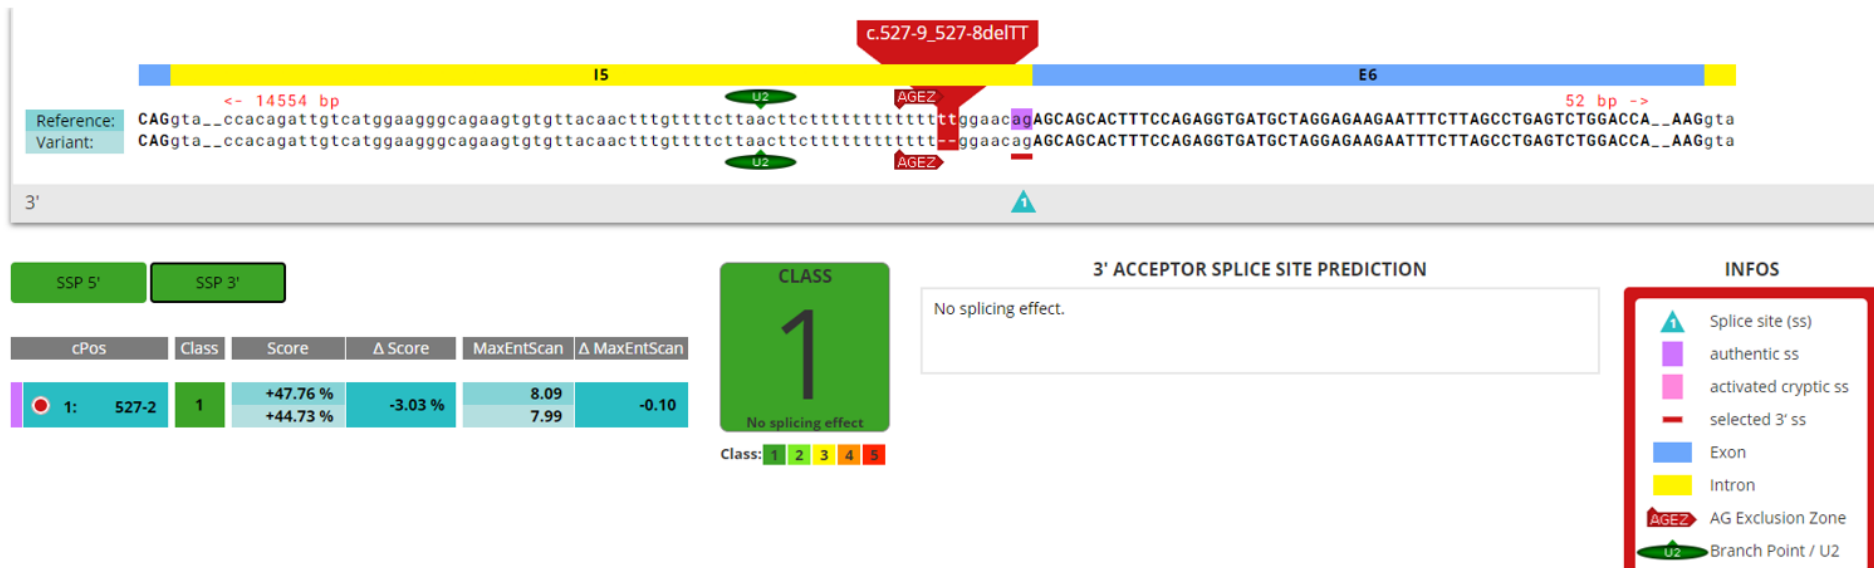 c.527-9_527-8delTT
I5 E6
<- 14554 bp U2 AGEZ 52 bp ->
Reference: CAGgta__ccacagattgtcatggaagggcagaagtgtgttacaactttgttttcttaacttctttttttttttttttggaacagAGCAGCACTTTCCAGAGGTGATGCTAGGAGAAGAATTTCTTAGCCTGAGTCTGGACCA__AAGgta
Variant: CAGgta__ccacagattgtcatggaagggcagaagtgtgttacaactttgttttcttaacttcttttttttttttt--ggaacagAGCAGCACTTTCCAGAGGTGATGCTAGGAGAAGAATTTCTTAGCCTGAGTCTGGACCA__AAGgta
U2 AGEZ
3' 1
SSP 5' SSP 3'
cPos Class Score Δ Score MaxEntScan Δ MaxEntScan
1: 527-2 1 +47.76 % -3.03 % 8.09 -0.10
+44.73 % 7.99
CLASS
1
No splicing effect
Class: 1 2 3 4 5
3' ACCEPTOR SPLICE SITE PREDICTION
No splicing effect.
INFOS
1 Splice site (ss)
authentic ss
activated cryptic ss
selected 3' ss
Exon
Intron
AGEZ AG Exclusion Zone
U2 Branch Point / U2